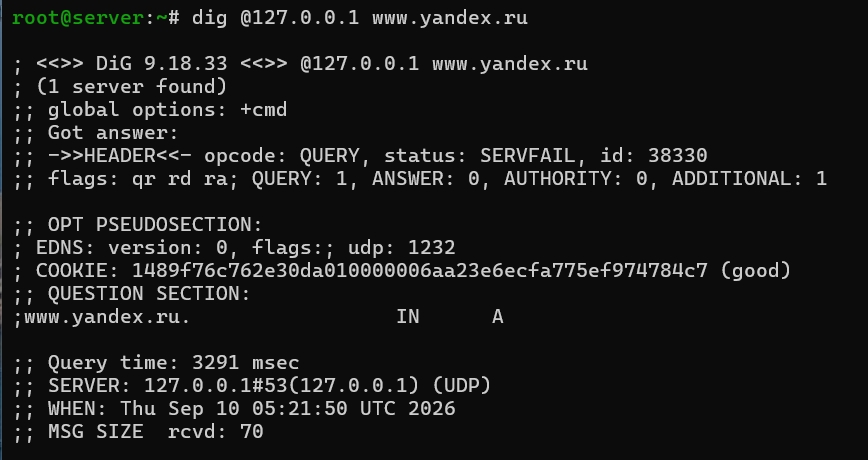 root@server:~# dig @127.0.0.1 www.yandex.ru
; <<>> DiG 9.18.33 <<>> @127.0.0.1 www.yandex.ru
; (1 server found)
;; global options: +cmd
;; Got answer:
;; ->>HEADER<<- opcode: QUERY, status: SERVFAIL, id: 38330
;; flags: qr rd ra; QUERY: 1, ANSWER: 0, AUTHORITY: 0, ADDITIONAL: 1
;; OPT PSEUDOSECTION:
; EDNS: version: 0, flags:; udp: 1232
; COOKIE: 1489f76c762e30da010000006aa23e6ecfa775ef974784c7 (good)
;; QUESTION SECTION:
;www.yandex.ru. IN A
;; Query time: 3291 msec
;; SERVER: 127.0.0.1#53(127.0.0.1) (UDP)
;; WHEN: Thu Sep 10 05:21:50 UTC 2026
;; MSG SIZE rcvd: 70